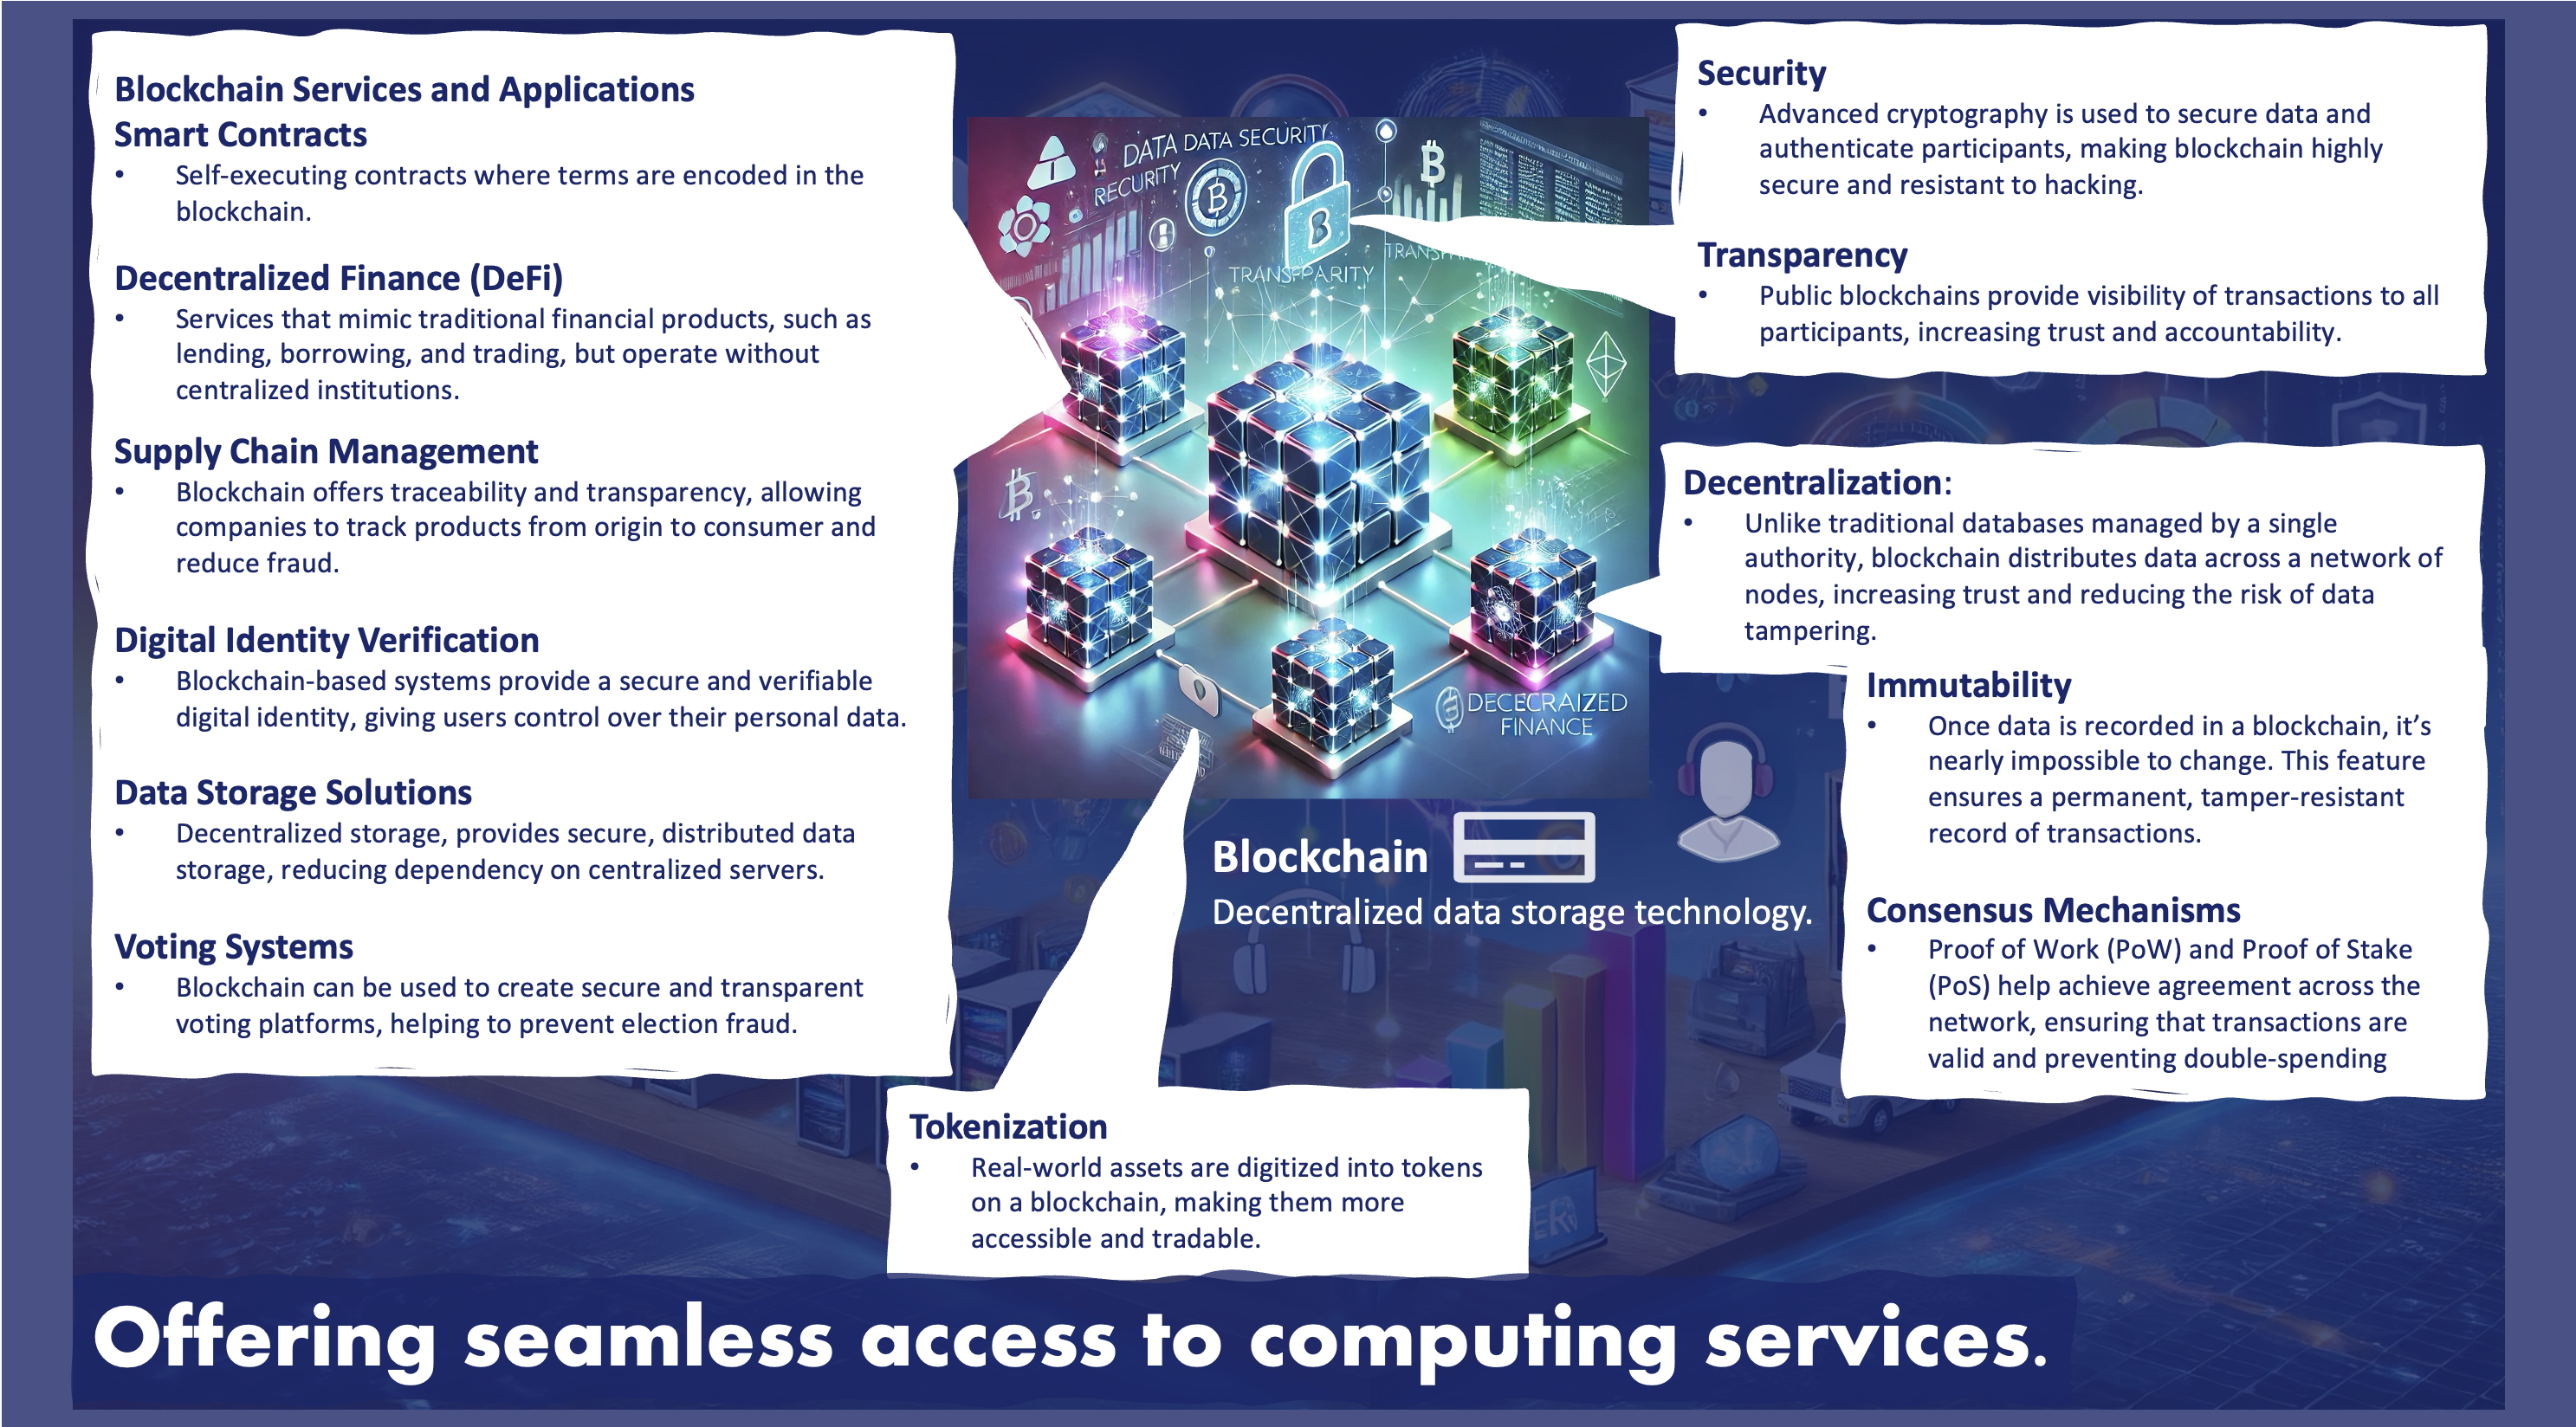 Blockchain Services and Applications
Smart Contracts
• Self-executing contracts where terms are encoded in the
blockchain.
Decentralized Finance (DeFi)
• Services that mimic traditional financial products, such as
lending, borrowing, and trading, but operate without
centralized institutions.
Supply Chain Management
• Blockchain offers traceability and transparency, allowing
companies to track products from origin to consumer and
reduce fraud.
Digital Identity Verification
• Blockchain-based systems provide a secure and verifiable
digital identity, giving users control over their personal data.
Data Storage Solutions
• Decentralized storage, provides secure, distributed data
storage, reducing dependency on centralized servers.
Voting Systems
• Blockchain can be used to create secure and transparent
voting platforms, helping to prevent election fraud.
DATA DATA SECURITY
RECURITY
TRANSPARITY
DECECRAIZED
FINANCE
Blockchain
Decentralized data storage technology.
Tokenization
• Real-world assets are digitized into tokens
on a blockchain, making them more
accessible and tradable.
Security
• Advanced cryptography is used to secure data and
authenticate participants, making blockchain highly
secure and resistant to hacking.
Transparency
• Public blockchains provide visibility of transactions to all
participants, increasing trust and accountability.
Decentralization:
• Unlike traditional databases managed by a single
authority, blockchain distributes data across a network of
nodes, increasing trust and reducing the risk of data
tampering.
Immutability
• Once data is recorded in a blockchain, it’s
nearly impossible to change. This feature
ensures a permanent, tamper-resistant
record of transactions.
Consensus Mechanisms
• Proof of Work (PoW) and Proof of Stake
(PoS) help achieve agreement across the
network, ensuring that transactions are
valid and preventing double-spending
Offering seamless access to computing services.